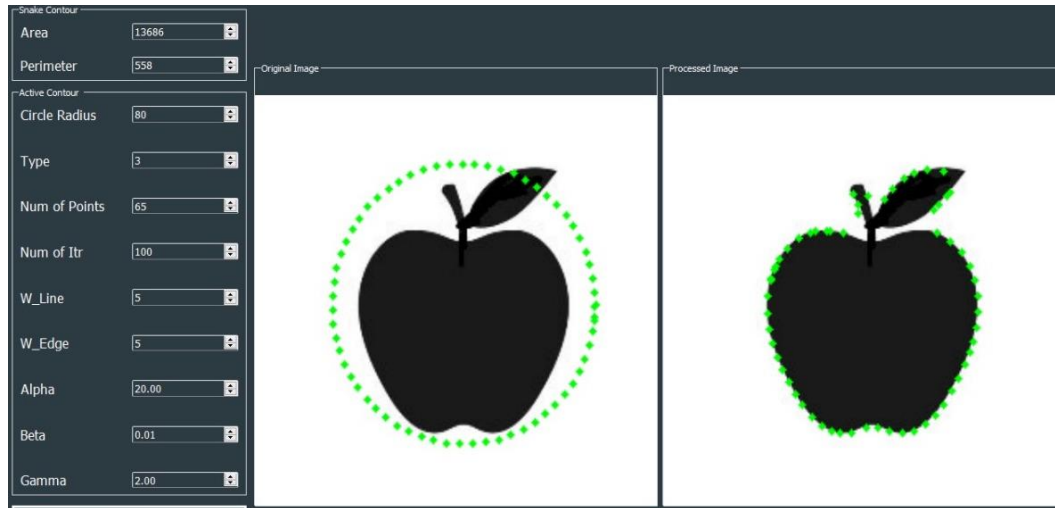 Snake Contour
Area 13686
Perimeter 558
Active Contour
Circle Radius 80
Type 3
Num of Points 65
Num of Itr 100
W_Line 5
W_Edge 5
Alpha 20.00
Beta 0.01
Gamma 2.00
Original Image
Processed Image